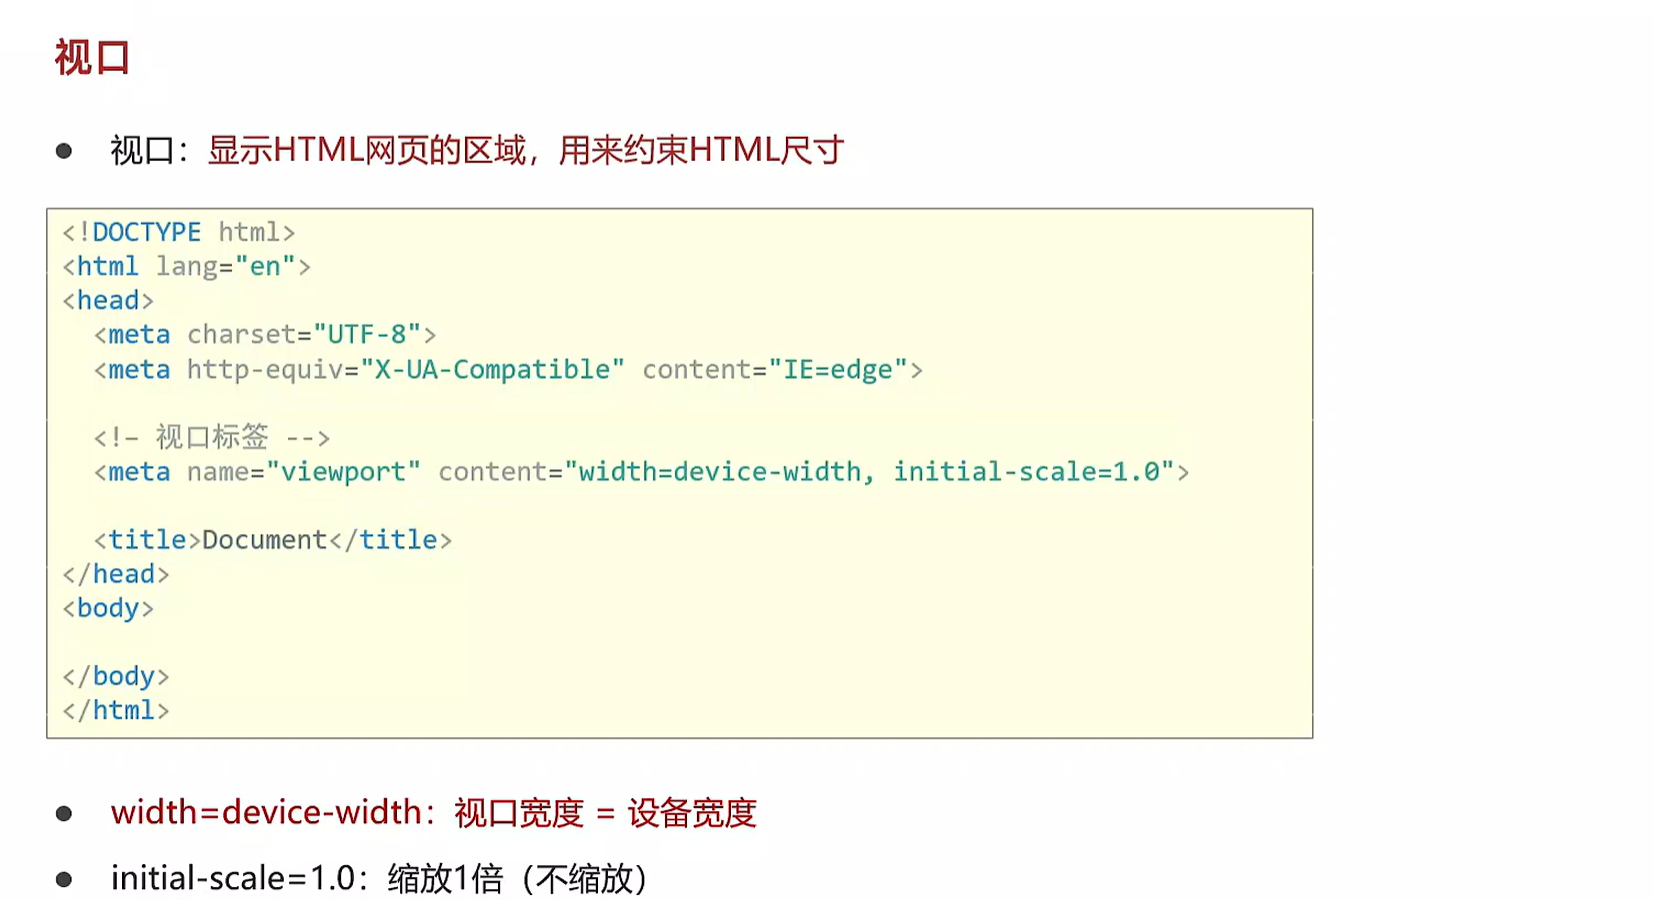 视口
● 视口：显示HTML网页的区域，用来约束HTML尺寸
<!DOCTYPE html>
<html lang="en">
<head>
  <meta charset="UTF-8">
  <meta http-equiv="X-UA-Compatible" content="IE=edge">
  <!– 视口标签 -->
  <meta name="viewport" content="width=device-width, initial-scale=1.0">
  <title>Document</title>
</head>
<body>
</body>
</html>
● width=device-width：视口宽度 = 设备宽度
● initial-scale=1.0：缩放1倍（不缩放）